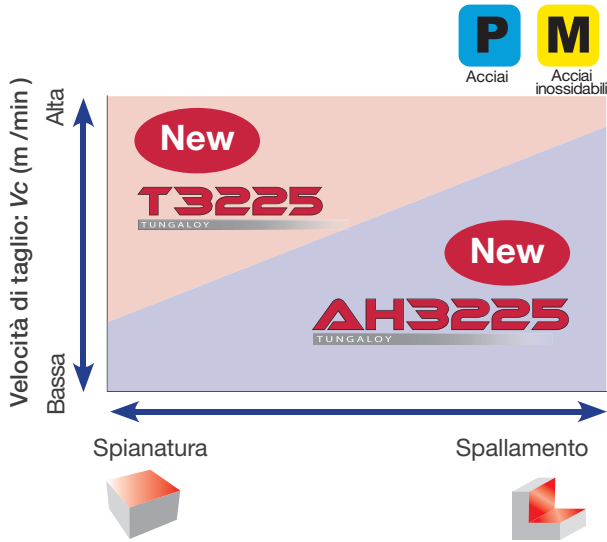 P M
Acciai
Acciai
inossidabili
Velocità di taglio: Vc (m /min )
Alta
Bassa
New
T3225
TUNGALOY
New
AH3225
TUNGALOY
Spianatura
Spallamento